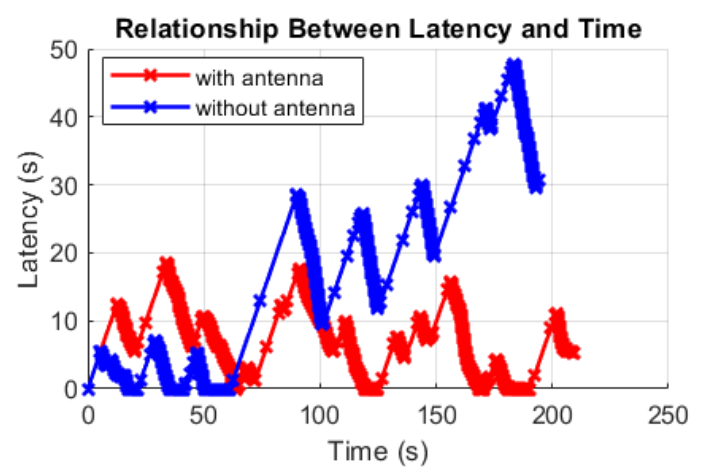 Relationship Between Latency and Time
with antenna
without antenna
Latency (s)
50
40
30
20
10
0
0 50 100 150 200 250
Time (s)